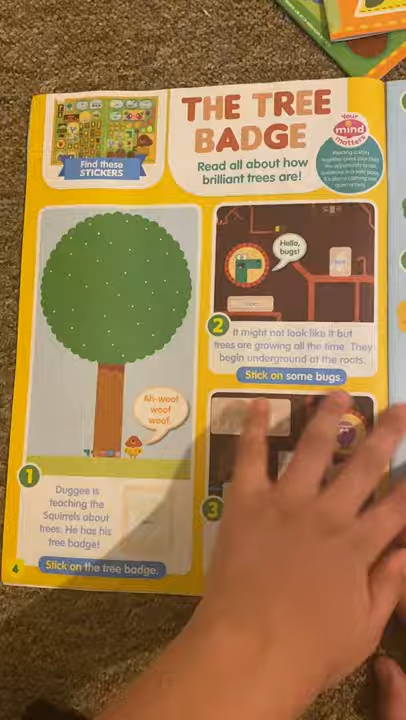 Find these
STICKERS
THE TREE
BADGE
Read all about how
brilliant trees are!
Your
mind
matters
Hello,
bugs!
2
It might not look like it but
trees are growing all the time. They
begin underground at the roots.
Stick on some bugs.
Ah-woof
woof
woof.
1
Duggee is
teaching the
Squirrels about
trees. He has his
tree badge!
Stick on the tree badge.
3
4